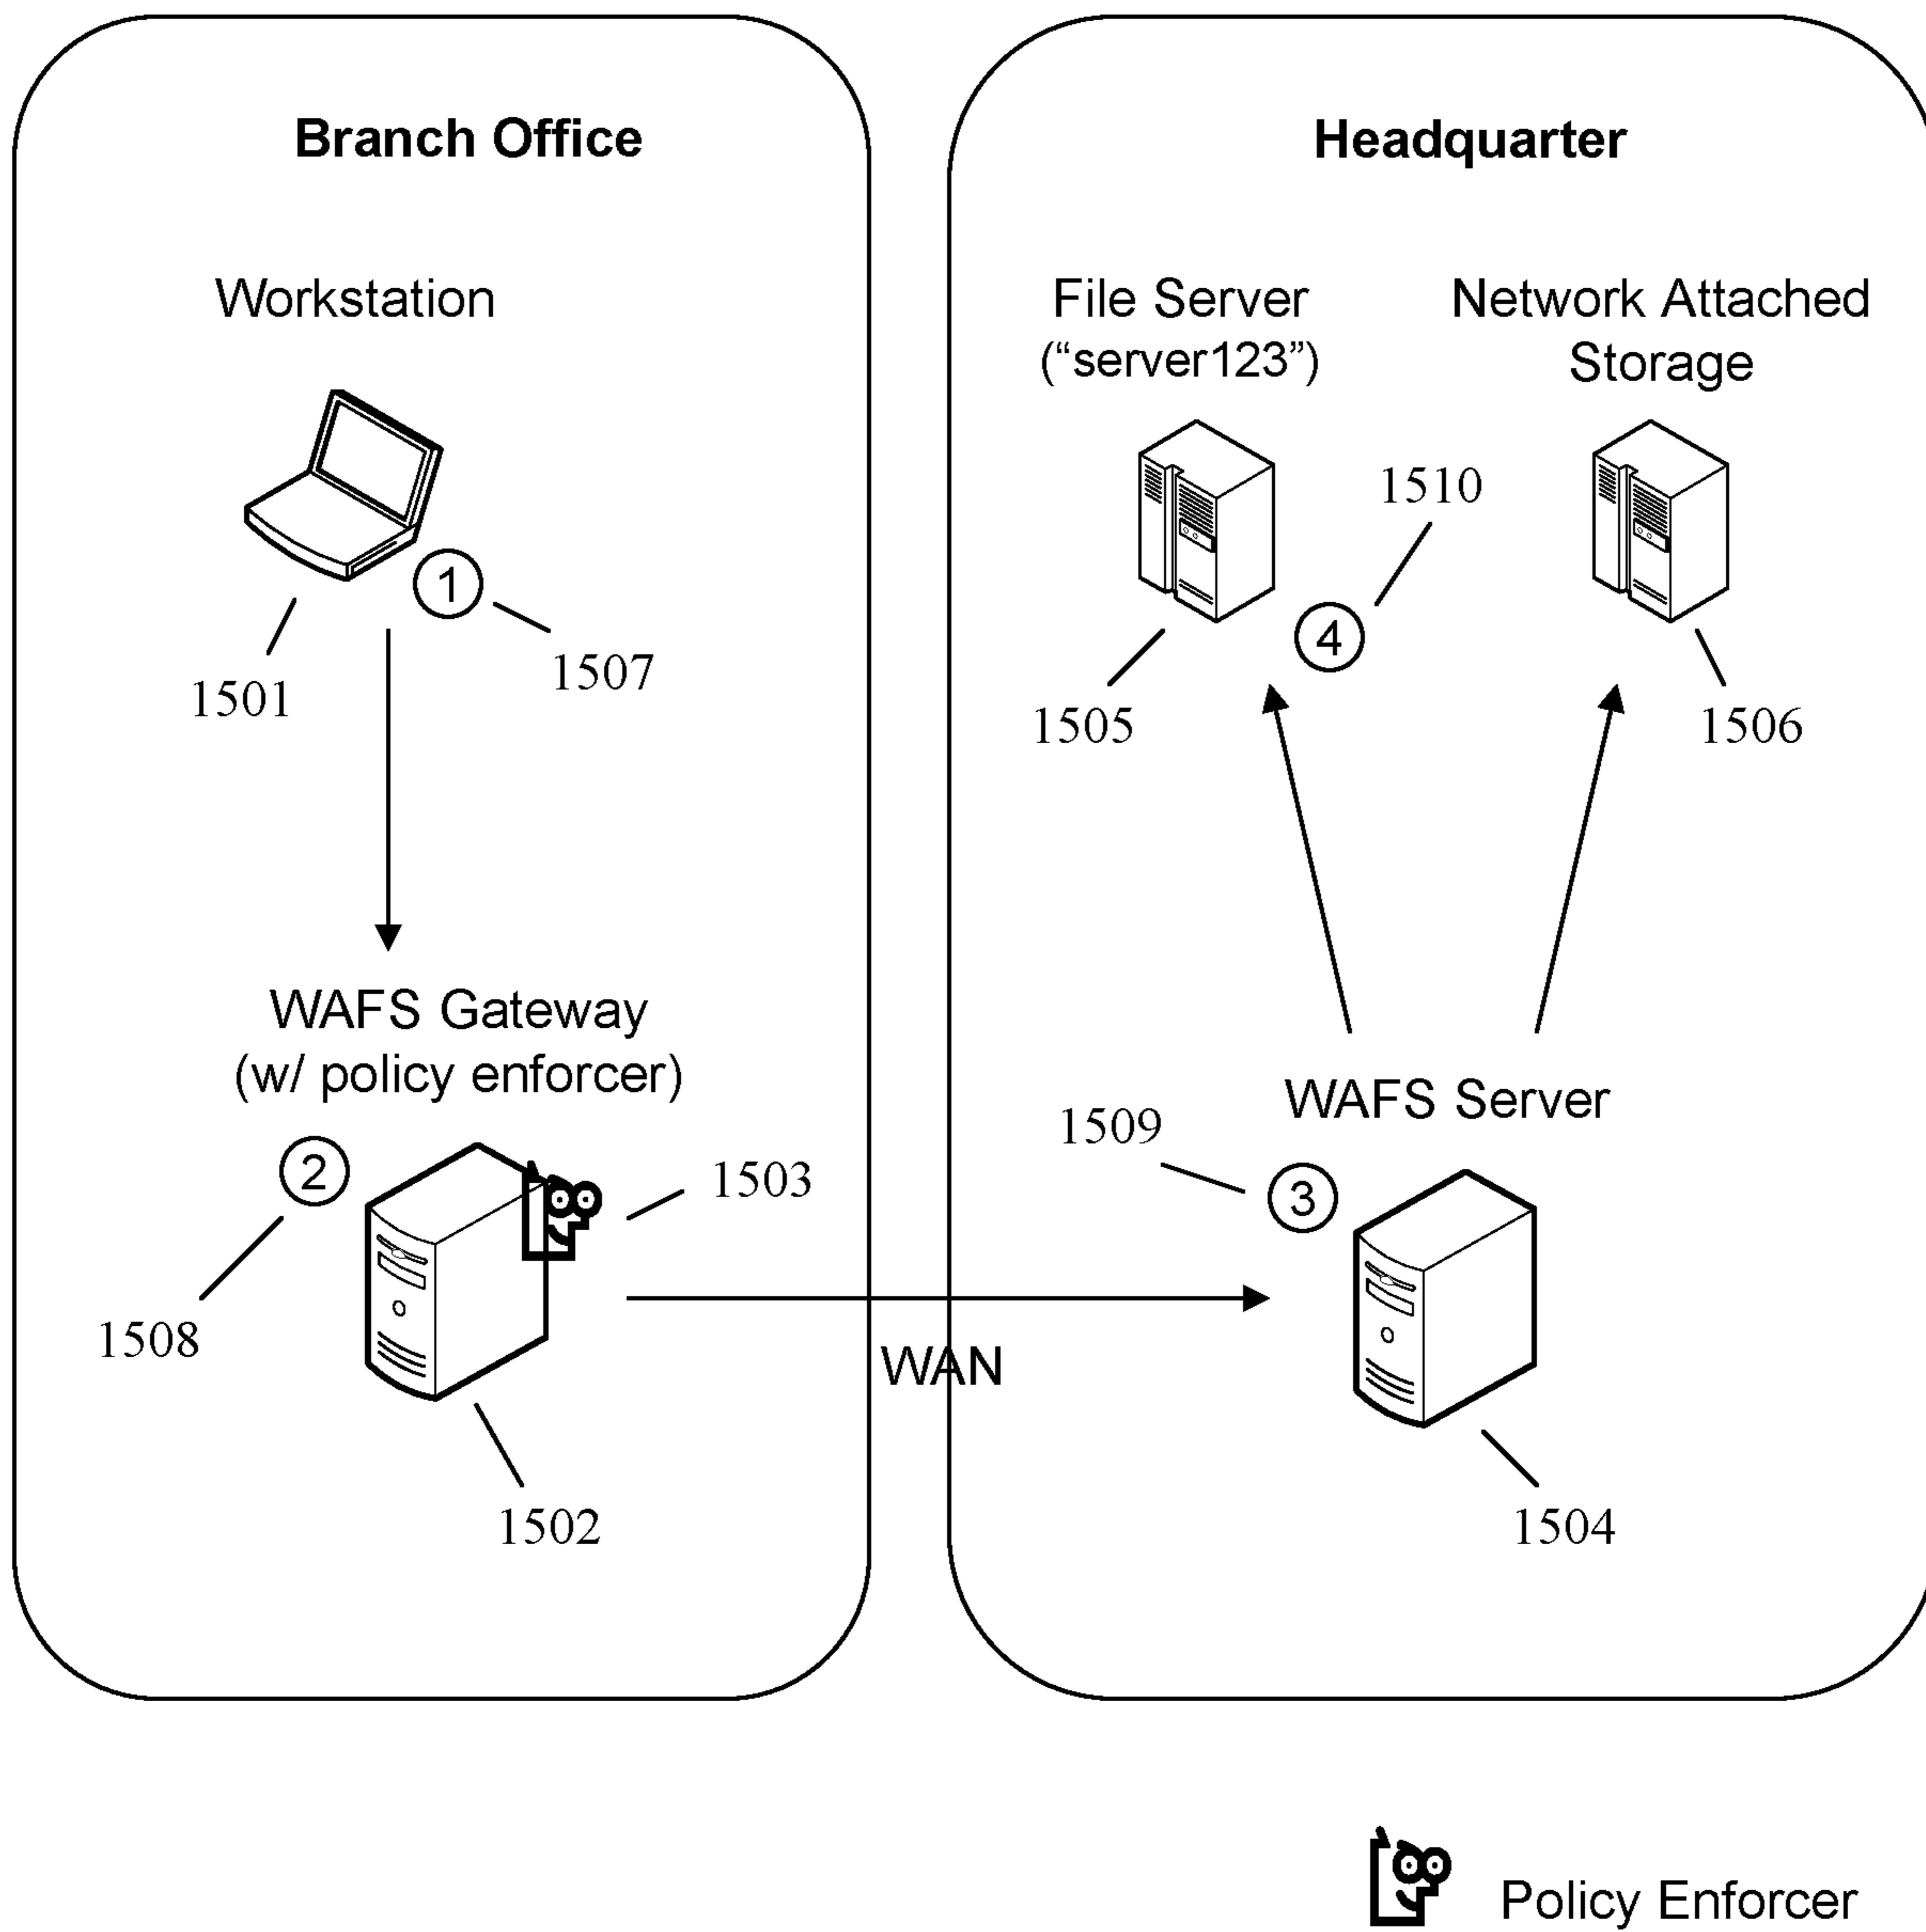 Branch Office
Workstation
1
1501
1507
WAFS Gateway
(w/ policy enforcer)
2
1503
1508
1502
WAN
Headquarter
File Server
(“server123”)
Network Attached
Storage
1510
4
1505
1506
WAFS Server
1509
3
1504
Policy Enforcer